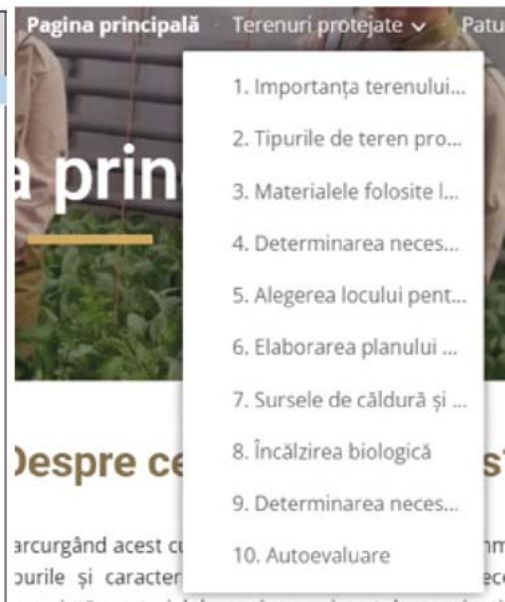 Pagina principală · Terenuri protejate · Patu
1. Importanța terenului...
2. Tipurile de teren pro...
a prin
3. Materialele folosite l...
4. Determinarea neces...
5. Alegerea locului pent...
6. Elaborarea planului ...
7. Sursele de căldură și ...
Despre ce
8. Încălzirea biologică
s?
9. Determinarea neces...
arcurgând acest cu
10. Autoevaluare
purile și caracter